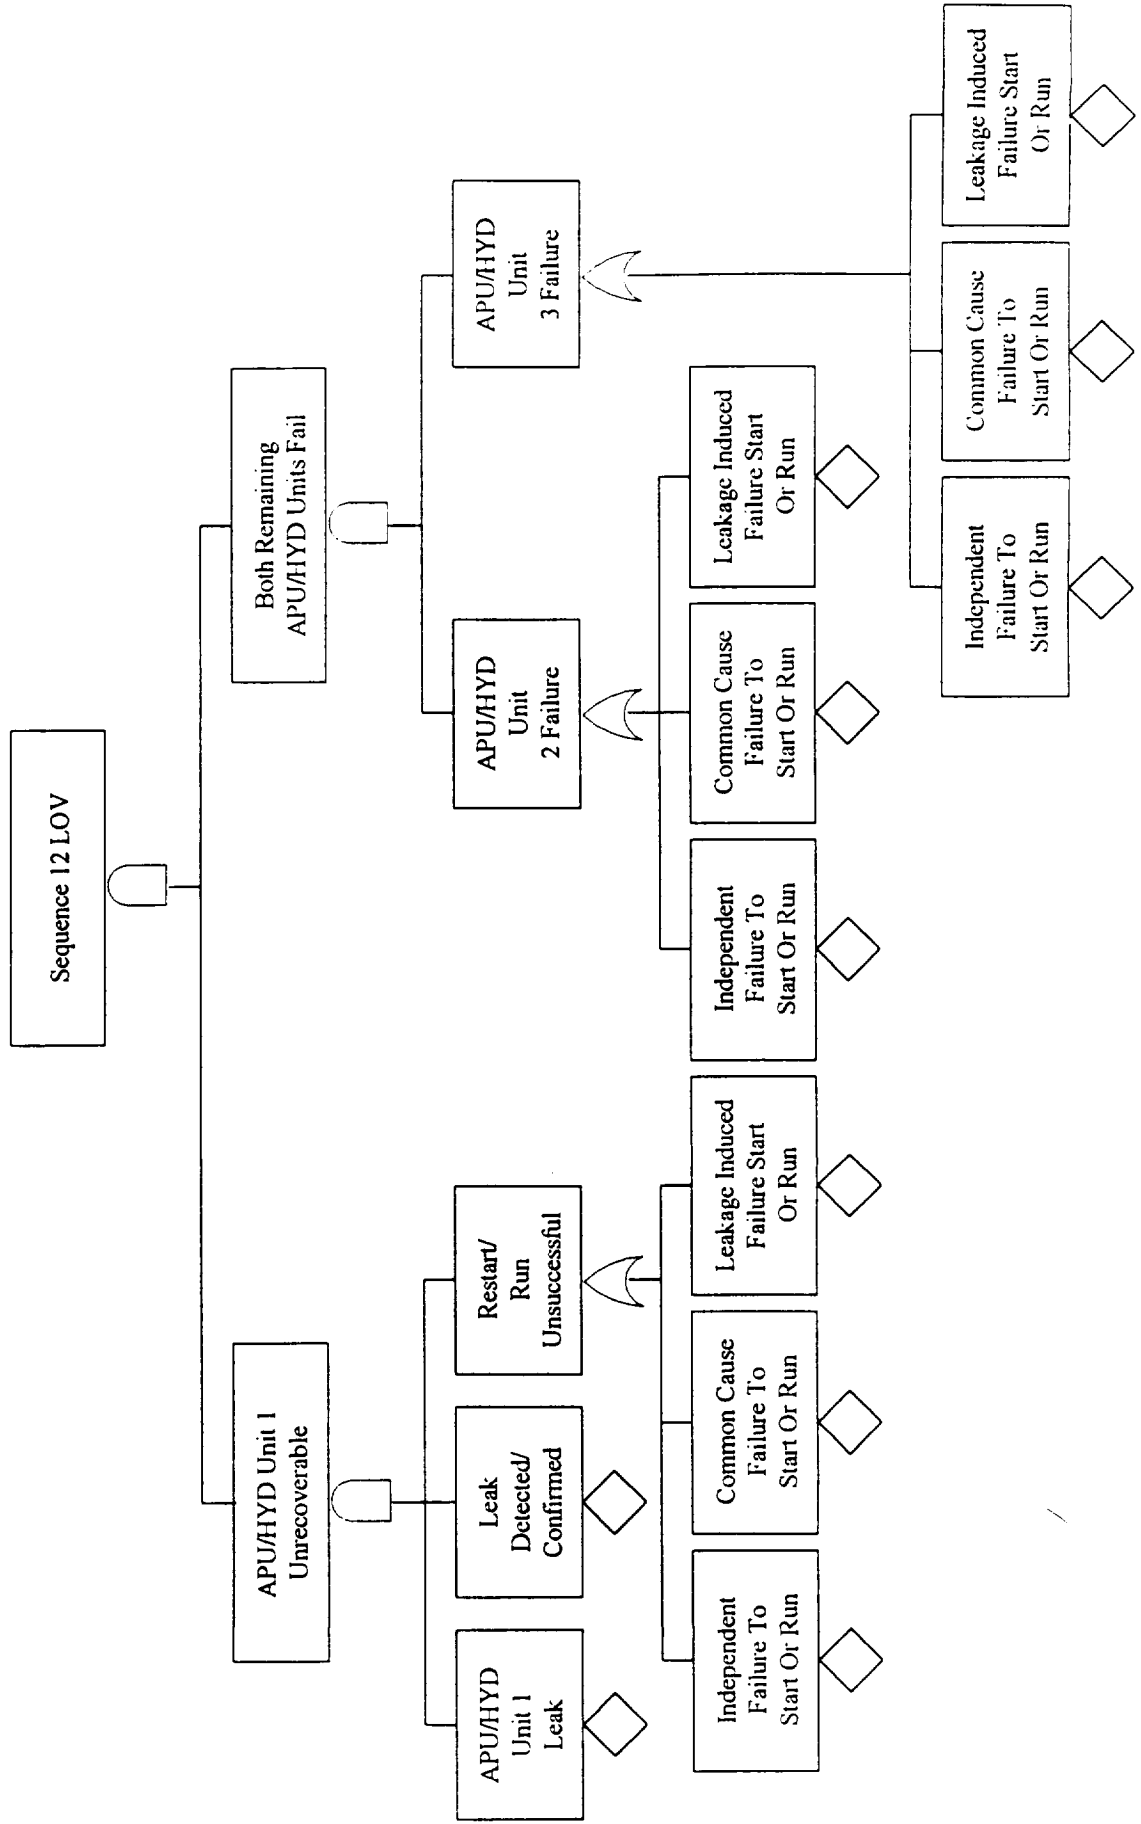 Sequence 12 LOV
APU/HYD Unit 1
Unrecoverable
Both Remaining
APU/HYD Units Fail
APU/HYD
Unit 1
Leak
Leak
Detected/
Confirmed
Restart/
Run
Unsuccessful
APU/HYD
Unit
2 Failure
APU/HYD
Unit
3 Failure
Independent
Failure To
Start Or Run
Common Cause
Failure To
Start Or Run
Leakage Induced
Failure Start
Or Run
Independent
Failure To
Start Or Run
Common Cause
Failure To
Start Or Run
Leakage Induced
Failure Start
Or Run
Independent
Failure To
Start Or Run
Common Cause
Failure To
Start Or Run
Leakage Induced
Failure Start
Or Run